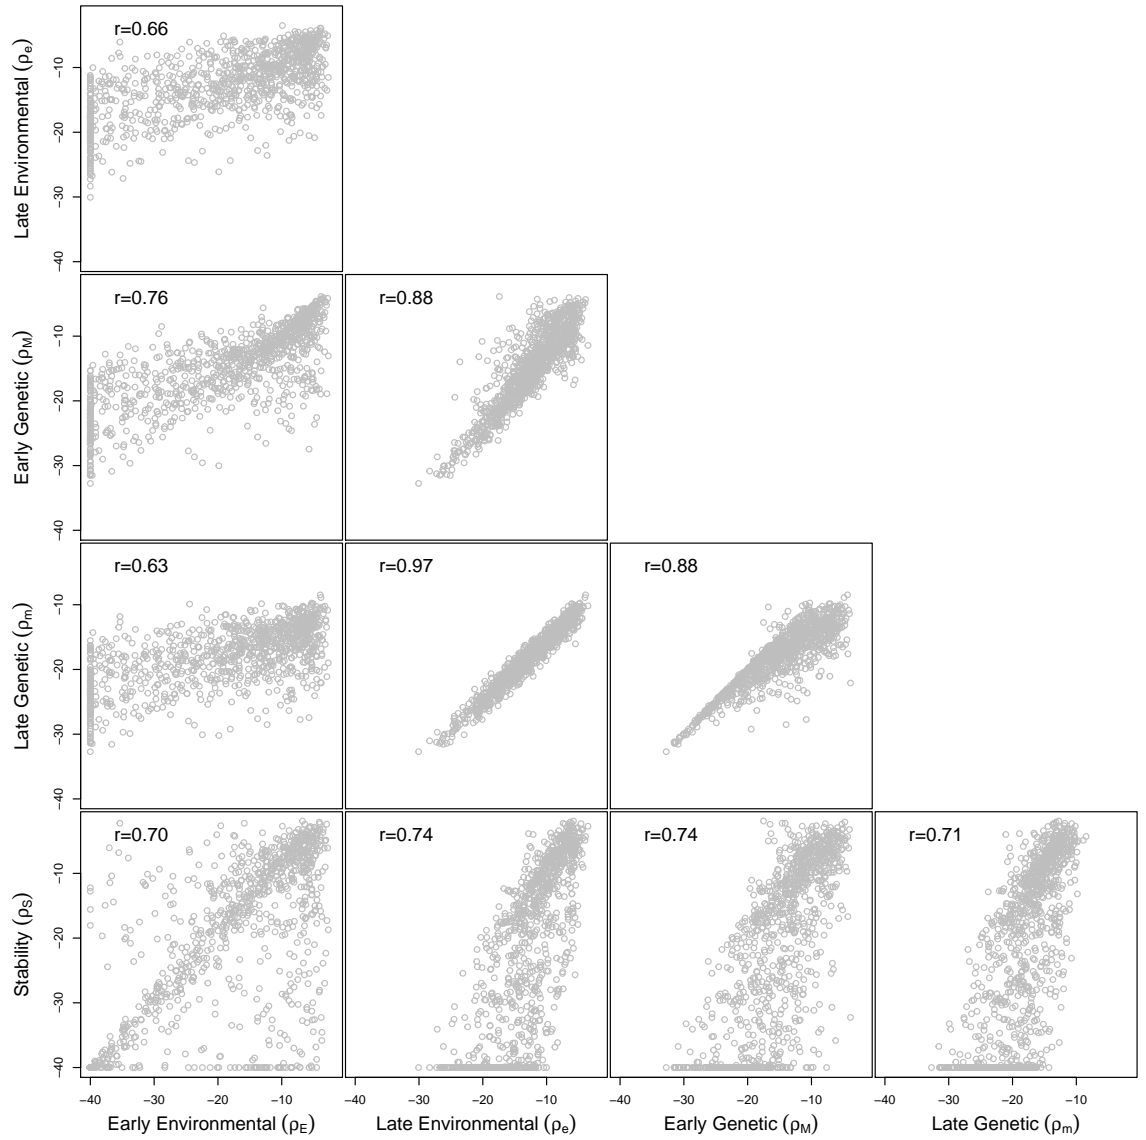 r=0.66
Late Environmental (ρe)
-10
-20
-30
-40
r=0.76
r=0.88
Early Genetic (ρM)
-10
-20
-30
-40
r=0.63
r=0.97
r=0.88
Late Genetic (ρm)
-10
-20
-30
-40
r=0.70
r=0.74
r=0.74
r=0.71
Stability (ρS)
-10
-20
-30
-40
-40 -30 -20 -10
-40 -30 -20 -10
-40 -30 -20 -10
-40 -30 -20 -10
Early Environmental (ρE)
Late Environmental (ρe)
Early Genetic (ρM)
Late Genetic (ρm)